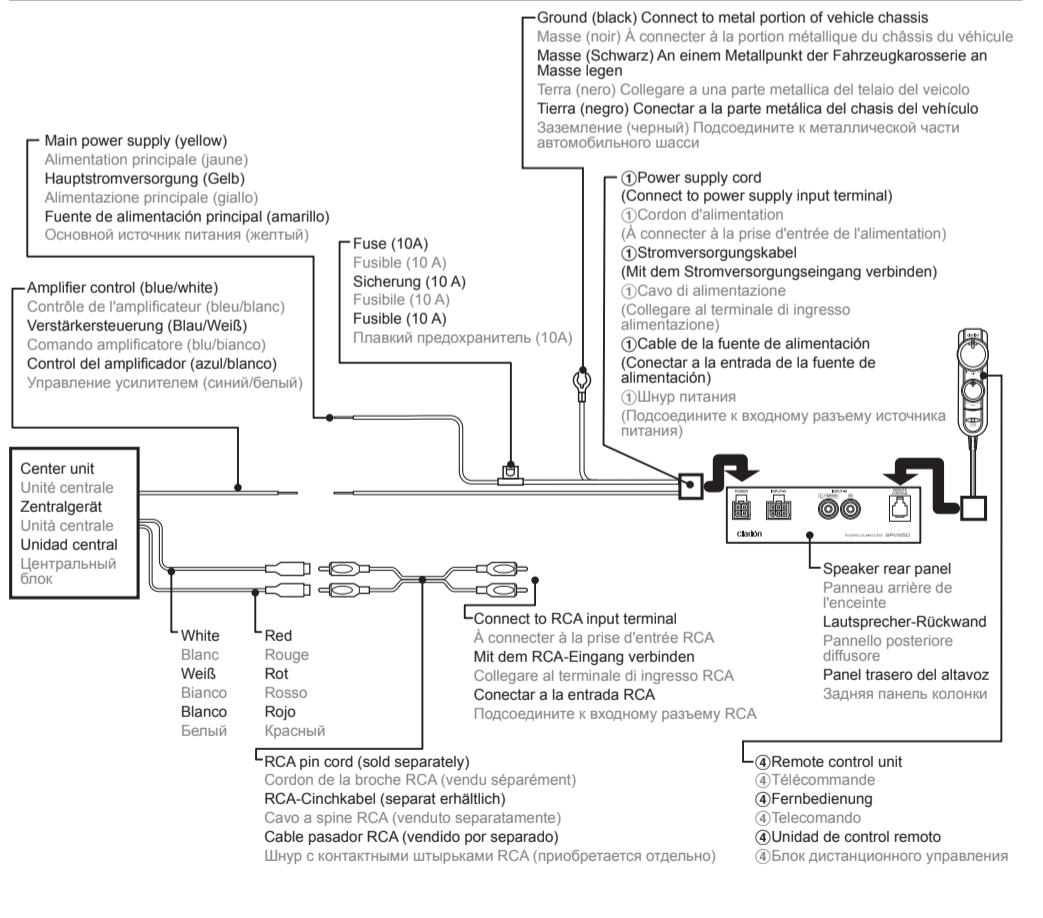 Ground (black) Connect to metal portion of vehicle chassis
Masse (noir) À connecter à la portion métallique du châssis du véhicule
Masse (Schwarz) An einem Metallpunkt der Fahrzeugkarosserie an
Masse legen
Terra (nero) Collegare a una parte metallica del telaio del veicolo
Tierra (negro) Conectar a la parte metálica del chasis del vehículo
Заземление (черный) Подсоедините к металлической части
автомобильного шасси
Main power supply (yellow)
Alimentation principale (jaune)
Hauptstromversorgung (Gelb)
Alimentazione principale (giallo)
Fuente de alimentación principal (amarillo)
Основной источник питания (желтый)
①Power supply cord
(Connect to power supply input terminal)
①Cordon d'alimentation
(À connecter à la prise d'entrée de l'alimentation)
①Stromversorgungskabel
(Mit dem Stromversorgungseingang verbinden)
①Cavo di alimentazione
(Collegare al terminale di ingresso
alimentazione)
①Cable de la fuente de alimentación
(Conectar a la entrada de la fuente de
alimentación)
①Шнур питания
(Подсоедините к входному разъему источника
питания)
Fuse (10A)
Fusible (10 A)
Sicherung (10 A)
Fusibile (10 A)
Fusible (10 A)
Плавкий предохранитель (10A)
Amplifier control (blue/white)
Contrôle de l'amplificateur (bleu/blanc)
Verstärkersteuerung (Blau/Weiß)
Comando amplificatore (blu/bianco)
Control del amplificador (azul/blanco)
Управление усилителем (синий/белый)
Center unit
Unité centrale
Zentralgerät
Unità centrale
Unidad central
Центральный
блок
POWER
INPUT-A
INPUT-B
clarion
SRV250
Speaker rear panel
Panneau arrière de
l'enceinte
Lautsprecher-Rückwand
Pannello posteriore
diffusore
Panel trasero del altavoz
Задняя панель колонки
White
Blanc
Weiß
Bianco
Blanco
Белый
Red
Rouge
Rot
Rosso
Rojo
Красный
Connect to RCA input terminal
À connecter à la prise d'entrée RCA
Mit dem RCA-Eingang verbinden
Collegare al terminale di ingresso RCA
Conectar a la entrada RCA
Подсоедините к входному разъему RCA
RCA pin cord (sold separately)
Cordon de la broche RCA (vendu séparément)
RCA-Cinchkabel (separat erhältlich)
Cavo a spine RCA (venduto separatamente)
Cable pasador RCA (vendido por separado)
Шнур с контактными штырьками RCA (приобретается отдельно)
④Remote control unit
④Télécommande
④Fernbedienung
④Telecomando
④Unidad de control remoto
④Блок дистанционного управления